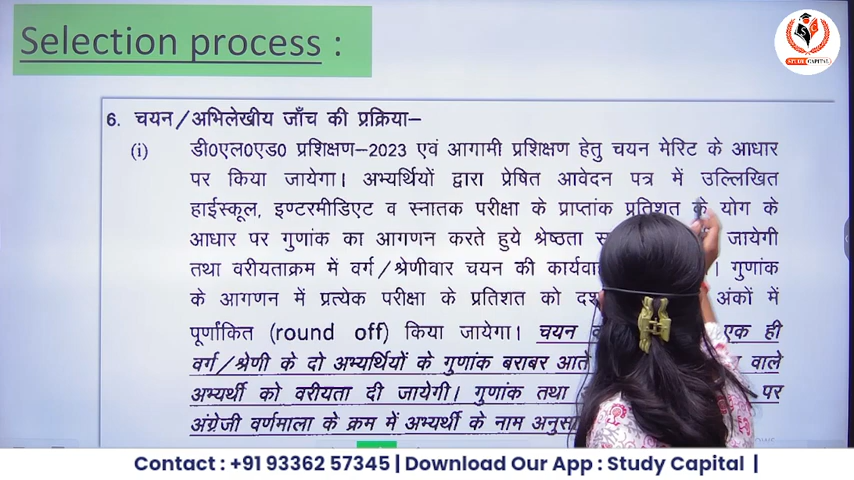 Selection process :
STUDY CAPITAL
6. चयन/अभिलेखीय जाँच की प्रक्रिया–
(i) डी0एल0एड0 प्रशिक्षण–2023 एवं आगामी प्रशिक्षण हेतु चयन मेरिट के आधार
पर किया जायेगा। अभ्यर्थियों द्वारा प्रेषित आवेदन पत्र में उल्लिखित
हाईस्कूल, इण्टरमीडिएट व स्नातक परीक्षा के प्राप्तांक प्रतिशत के योग के
आधार पर गुणांक का आगणन करते हुये श्रेष्ठता जायेगी
तथा वरीयताक्रम में वर्ग/श्रेणीवार चयन की । गुणांक
के आगणन में प्रत्येक परीक्षा के प्रतिशत को अंकों में
पूर्णांकित (round off) किया जायेगा। चयन एक ही
वर्ग/श्रेणी के दो अभ्यर्थियों के गुणांक बराबर आते वाले
अभ्यर्थी को वरीयता दी जायेगी। गुणांक तथा पर
अंग्रेजी वर्णमाला के क्रम में अभ्यर्थी के नाम
Contact : +91 93362 57345 | Download Our App : Study Capital |